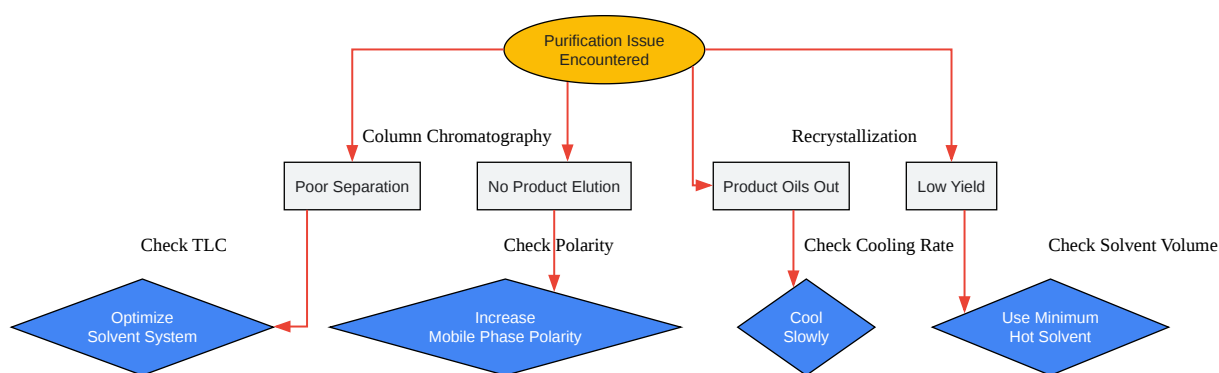 Purification Issue
Encountered
Column Chromatography
Recrystallization
Poor Separation
No Product Elution
Product Oils Out
Low Yield
Check TLC
Check Polarity
Check Cooling Rate
Check Solvent Volume
Optimize
Solvent System
Increase
Mobile Phase Polarity
Cool
Slowly
Use Minimum
Hot Solvent